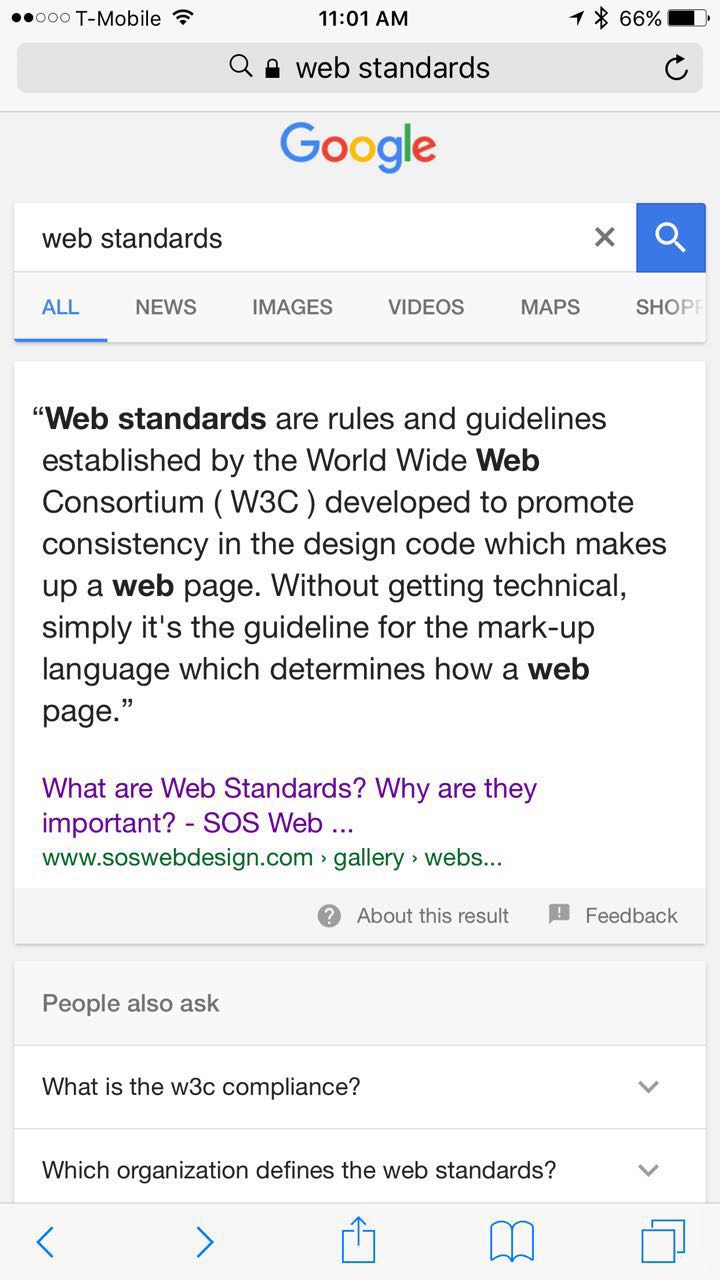 T-Mobile 11:01 AM 66%
web standards
Google
web standards
ALL NEWS IMAGES VIDEOS MAPS SHOPP
“Web standards are rules and guidelines
established by the World Wide Web
Consortium ( W3C ) developed to promote
consistency in the design code which makes
up a web page. Without getting technical,
simply it's the guideline for the mark-up
language which determines how a web
page.”
What are Web Standards? Why are they
important? - SOS Web ...
www.soswebdesign.com › gallery › webs...
About this result Feedback
People also ask
What is the w3c compliance?
Which organization defines the web standards?